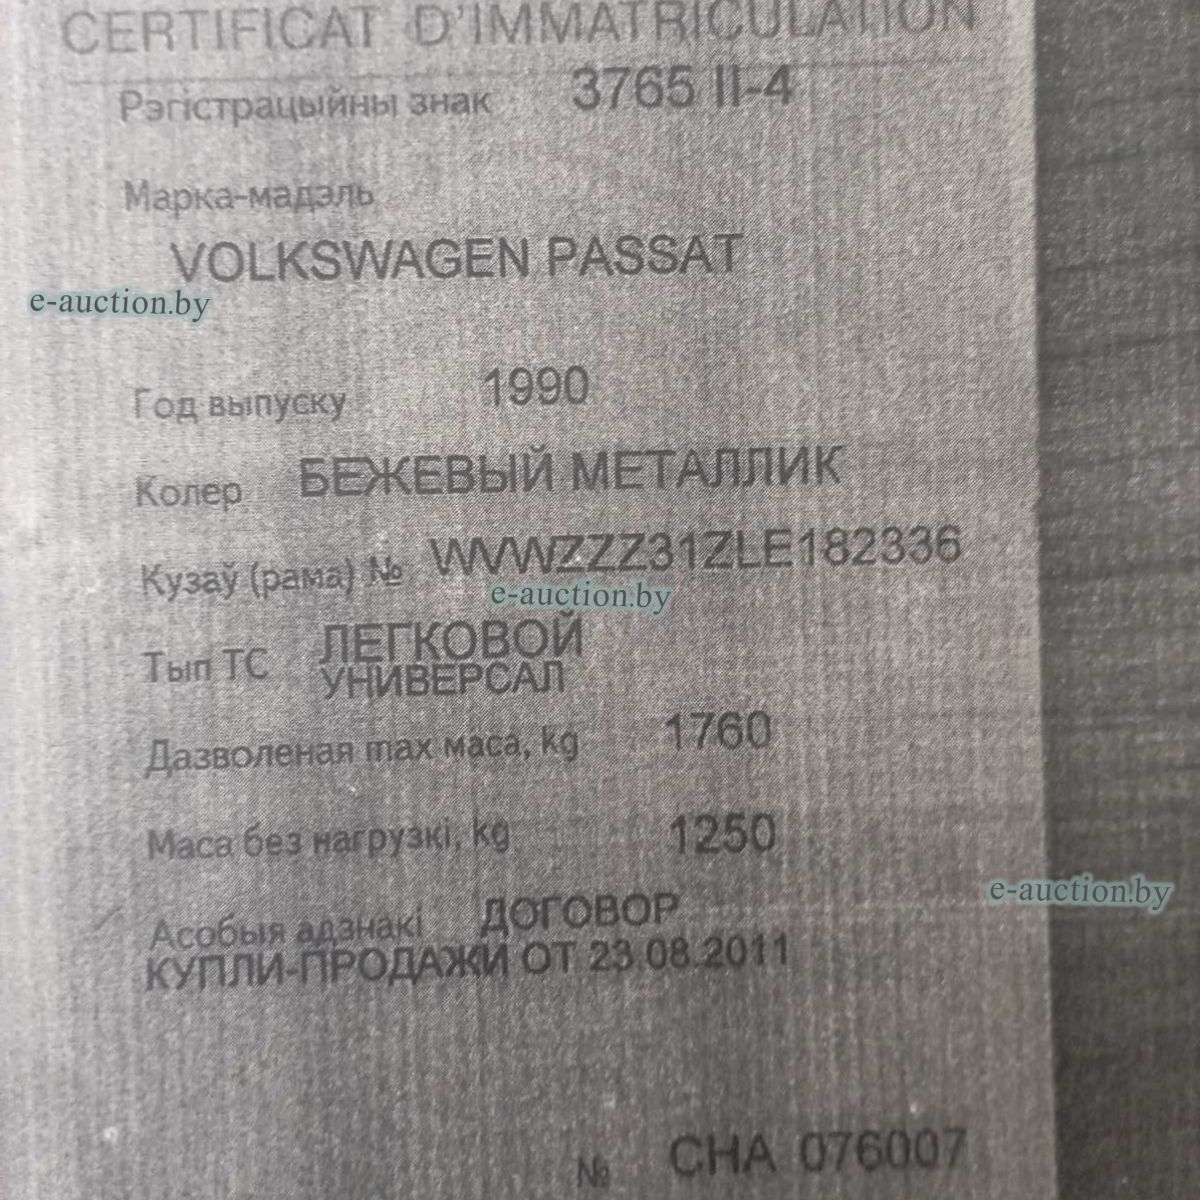 CERTIFICAT D'IMMATRICULATION
Рэгістрацыйны знак 3765 II-4
Марка-мадэль
VOLKSWAGEN PASSAT
e-auction.by
Год выпуску 1990
Колер БЕЖЕВЫЙ МЕТАЛЛИК
Кузаў (рама) № WVWZZZ31ZLE182336
e-auction.by
Тып ТС ЛЕГКОВОЙ
УНИВЕРСАЛ
Дазволеная max маса, kg 1760
Маса без нагрузкі, kg 1250
e-auction.by
Асобыя адзнакі ДОГОВОР
КУПЛИ-ПРОДАЖИ ОТ 23.08.2011
№ СНА 076007